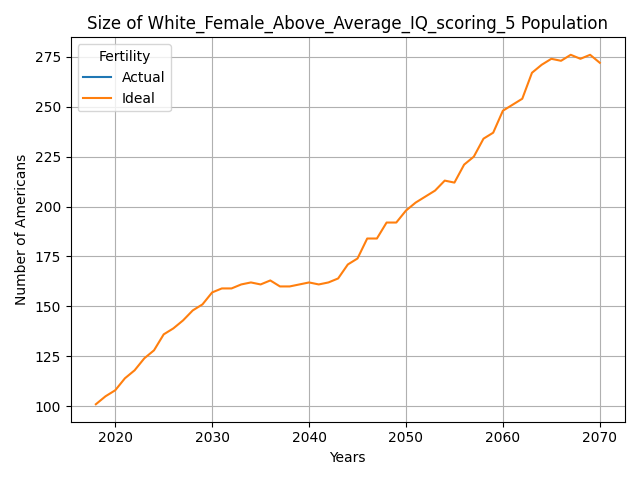 Size of White_Female_Above_Average_IQ_scoring_5 Population
Fertility
Actual
Ideal
Number of Americans
275
250
225
200
175
150
125
100
2020 2030 2040 2050 2060 2070
Years